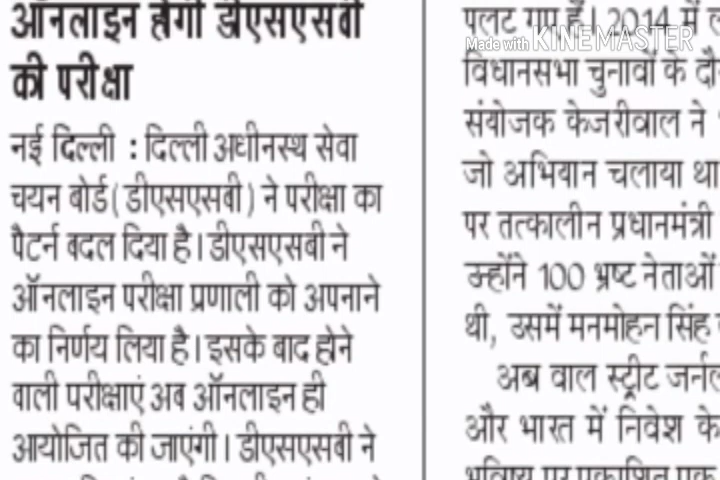 ऑनलाइन होगी डीएसएसबी
की परीक्षा
नई दिल्ली : दिल्ली अधीनस्थ सेवा
चयन बोर्ड (डीएसएसबी) ने परीक्षा का
पैटर्न बदल दिया है। डीएसएसबी ने
ऑनलाइन परीक्षा प्रणाली को अपनाने
का निर्णय लिया है। इसके बाद होने
वाली परीक्षाएं अब ऑनलाइन ही
आयोजित की जाएंगी। डीएसएसबी ने
पलट गए हैं। 2014 में
Made with KINEMASTER
विधानसभा चुनावों के
संयोजक केजरीवाल ने
जो अभियान चलाया था
पर तत्कालीन प्रधानमंत्री
उन्होंने 100 भ्रष्ट नेताओं
थी, उसमें मनमोहन सिंह
अब वाल स्ट्रीट
और भारत में निवेश के